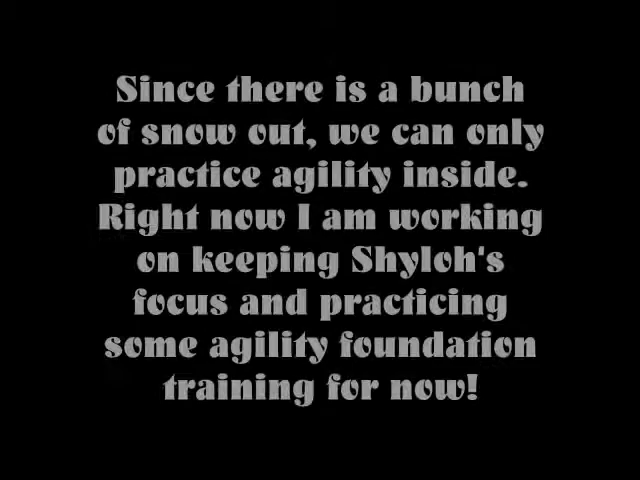 Since there is a bunch
of snow out, we can only
practice agility inside.
Right now I am working
on keeping Shyloh's
focus and practicing
some agility foundation
training for now!